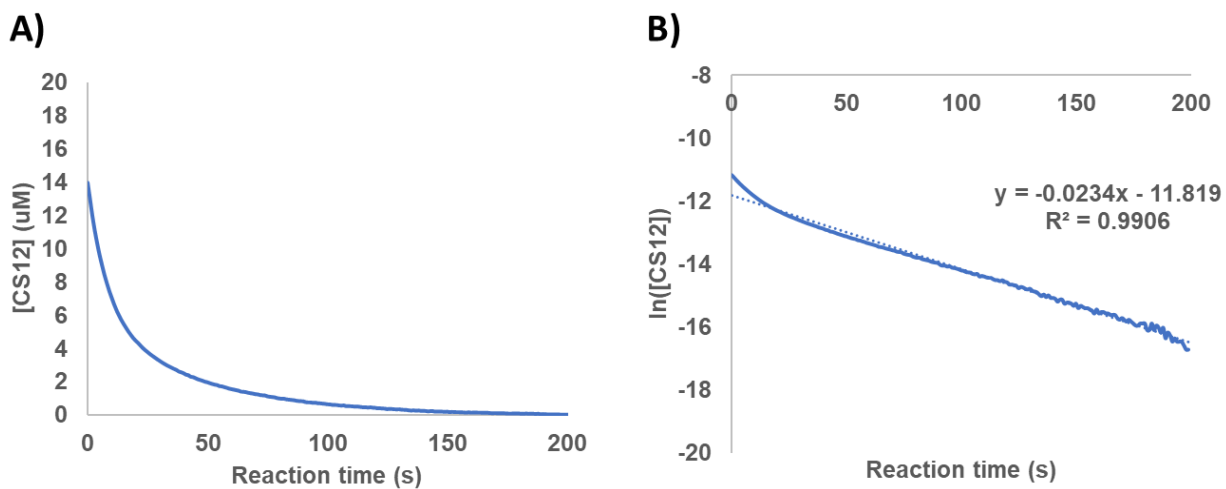 A)
20
18
16
14
12
10
8
6
4
2
0
[CS12] (uM)
0 50 100 150 200
Reaction time (s)
B)
-8
0 50 100 150 200
-10
-12
-14
-16
-18
-20
ln([CS12])
y = -0.0234x - 11.819
R² = 0.9906
Reaction time (s)